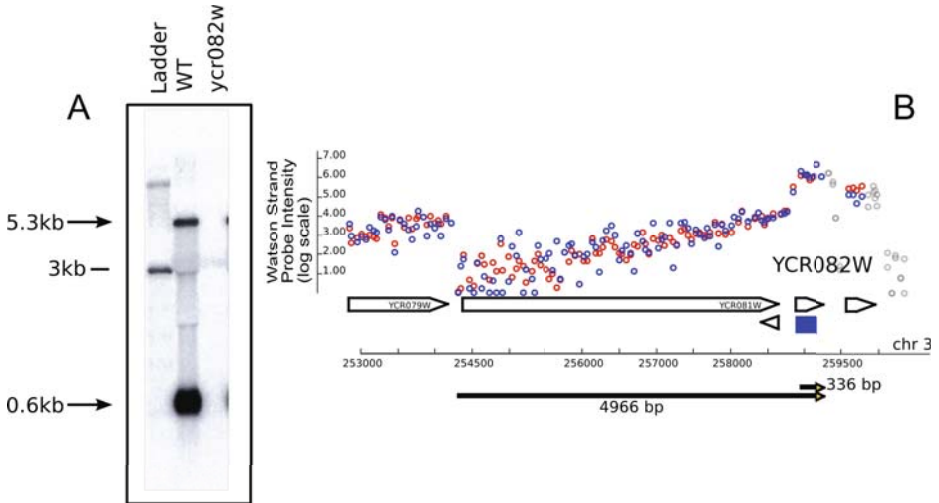 A
Ladder
WT
ycr082w
5.3kb
3kb
0.6kb
B
Watson Strand
Probe Intensity
(log scale)
7.00
6.00
5.00
4.00
3.00
2.00
1.00
YCR082W
YCR079W
YCR081W
chr 3
253000
254500
256000
257000
258000
259500
336 bp
4966 bp